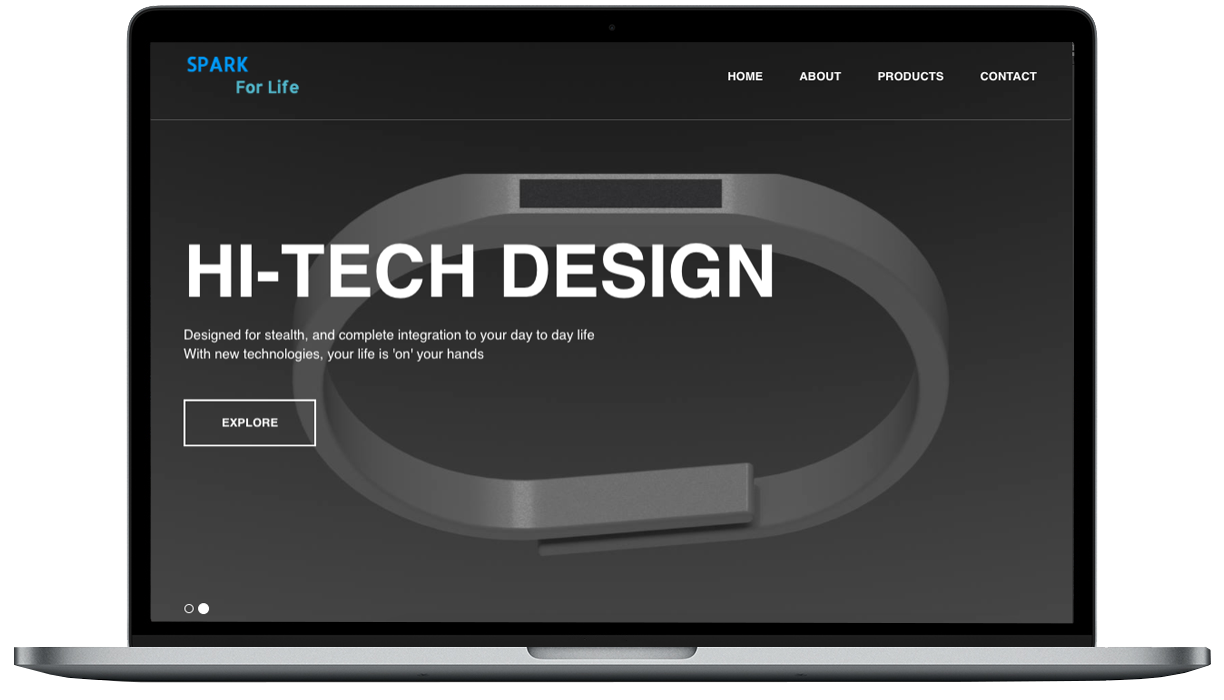 SPARK
For Life
HOME ABOUT PRODUCTS CONTACT
HI-TECH DESIGN
Designed for stealth, and complete integration to your day to day life
With new technologies, your life is 'on' your hands
EXPLORE